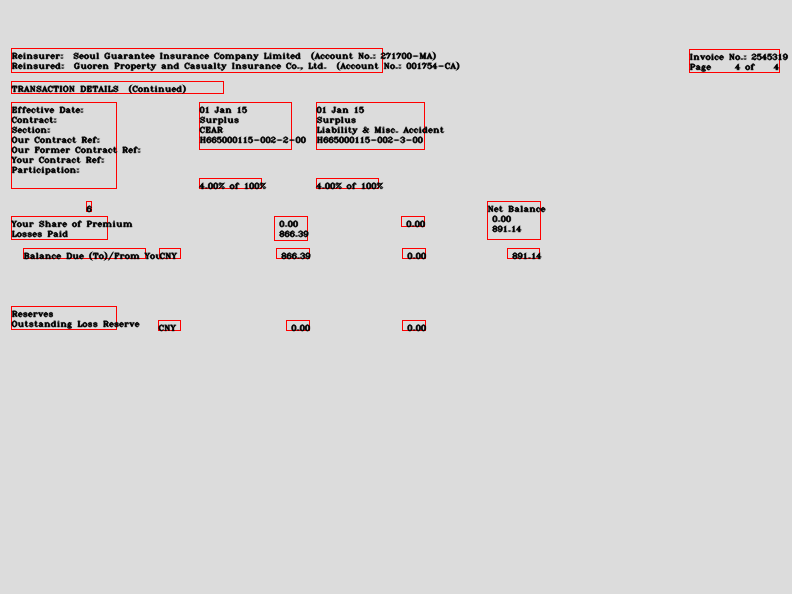 Reinsurer: Seoul Guarantee Insurance Company Limited (Account No.: 271700-MA)
Invoice No.: 2545319
Reinsured: Guoren Property and Casualty Insurance Co., Ltd. (Account No.: 001754-CA)
Page 4 of 4
TRANSACTION DETAILS (Continued)
Effective Date: 01 Jan 15 01 Jan 15
Contract: Surplus Surplus
Section: CEAR Liability & Misc. Accident
Our Contract Ref: H665000115-002-2-00 H665000115-002-3-00
Our Former Contract Ref:
Your Contract Ref:
Participation:
4.00% of 100% 4.00% of 100%
Net Balance
Your Share of Premium 0.00 0.00 0.00
Losses Paid 866.39 891.14
Balance Due (To)/From You CNY 866.39 0.00 891.14
Reserves
Outstanding Loss Reserve CNY 0.00 0.00